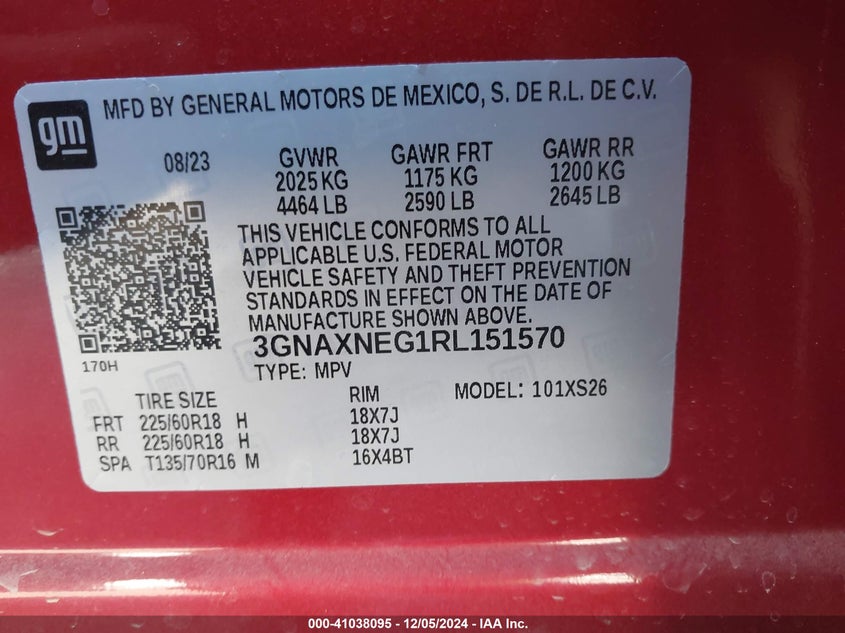 gm
MFD BY GENERAL MOTORS DE MEXICO, S. DE R.L. DE C.V.
08/23 GVWR GAWR FRT GAWR RR
2025 KG 1175 KG 1200 KG
4464 LB 2590 LB 2645 LB
THIS VEHICLE CONFORMS TO ALL
APPLICABLE U.S. FEDERAL MOTOR
VEHICLE SAFETY AND THEFT PREVENTION
STANDARDS IN EFFECT ON THE DATE OF
MANUFACTURE SHOWN ABOVE.
3GNAXNEG1RL151570
170H
TYPE: MPV
TIRE SIZE RIM MODEL: 101XS26
FRT 225/60R18 H 18X7J
RR 225/60R18 H 18X7J
SPA T135/70R16 M 16X4BT
000-41038095 - 12/05/2024 - IAA Inc.